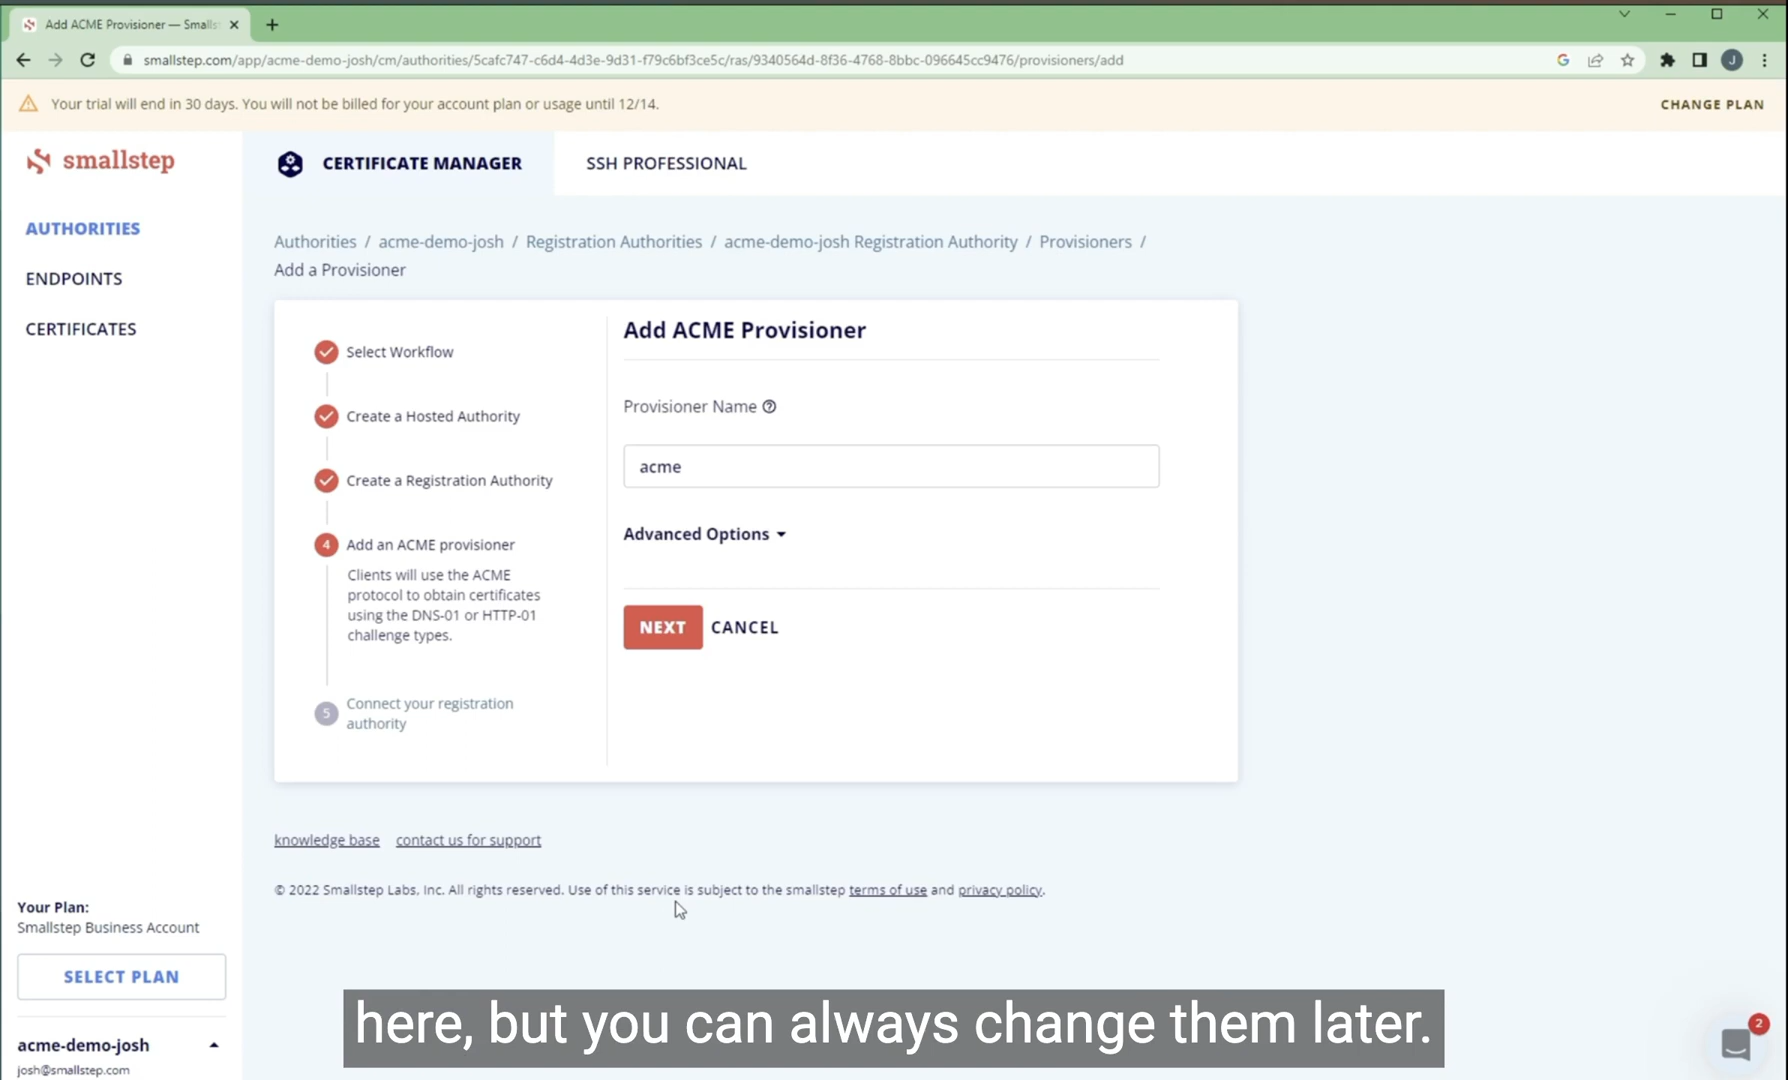 Add ACME Provisioner — Smalls
smallstep.com/app/acme-demo-josh/cm/authorities/5cafc747-c6d4-4d3e-9d31-f79c6bf3ce5c/ras/9340564d-8f36-4768-8bbc-096645cc9476/provisioners/add
J
Your trial will end in 30 days. You will not be billed for your account plan or usage until 12/14.
CHANGE PLAN
smallstep
CERTIFICATE MANAGER
SSH PROFESSIONAL
AUTHORITIES
ENDPOINTS
CERTIFICATES
Authorities / acme-demo-josh / Registration Authorities / acme-demo-josh Registration Authority / Provisioners /
Add a Provisioner
Select Workflow
Create a Hosted Authority
Create a Registration Authority
4 Add an ACME provisioner
Clients will use the ACME
protocol to obtain certificates
using the DNS-01 or HTTP-01
challenge types.
5 Connect your registration
authority
Add ACME Provisioner
Provisioner Name
acme
Advanced Options
NEXT CANCEL
knowledge base contact us for support
© 2022 Smallstep Labs, Inc. All rights reserved. Use of this service is subject to the smallstep terms of use and privacy policy.
Your Plan:
Smallstep Business Account
SELECT PLAN
acme-demo-josh
josh@smallstep.com
here, but you can always change them later.
2